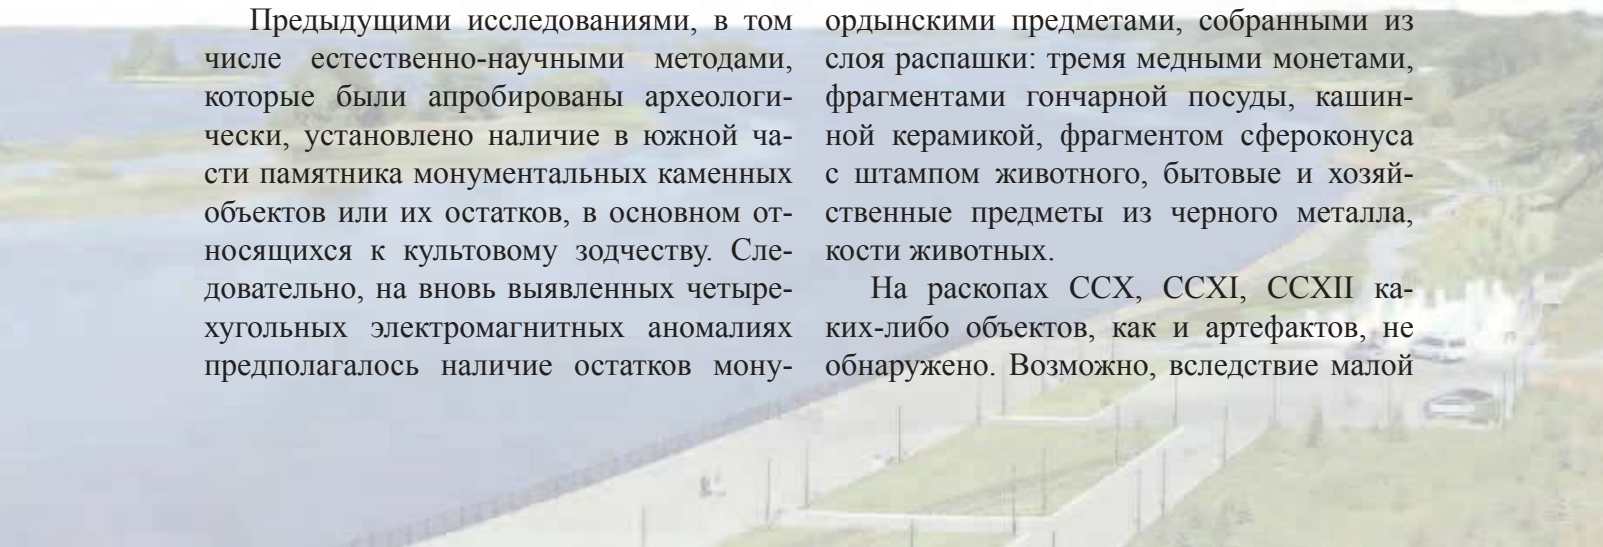 Предыдущими исследованиями, в том
числе естественно-научными методами,
которые были апробированы археологи-
чески, установлено наличие в южной ча-
сти памятника монументальных каменных
объектов или их остатков, в основном от-
носящихся к культовому зодчеству. Сле-
довательно, на вновь выявленных четыре-
хугольных электромагнитных аномалиях
предполагалось наличие остатков мону-
ордынскими предметами, собранными из
слоя распашки: тремя медными монетами,
фрагментами гончарной посуды, кашин-
ной керамикой, фрагментом сфероконуса
с штампом животного, бытовые и хозяй-
ственные предметы из черного металла,
кости животных.
На раскопах CCX, CCXI, CCXII ка-
ких-либо объектов, как и артефактов, не
обнаружено. Возможно, вследствие малой